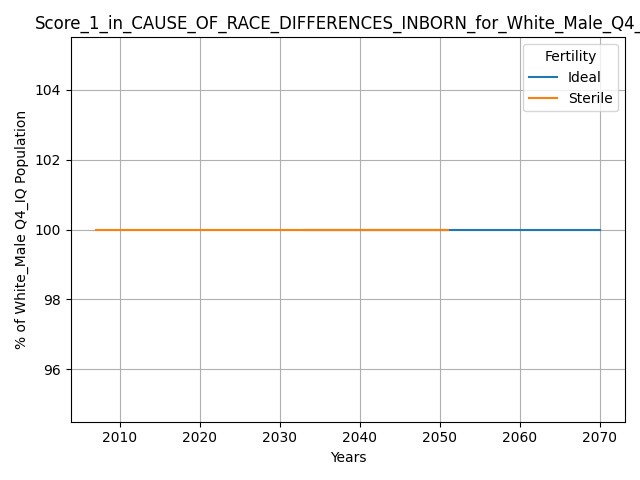 Score_1_in_CAUSE_OF_RACE_DIFFERENCES_INBORN_for_White_Male_Q4_
Fertility
Ideal
Sterile
% of White_Male Q4_IQ Population
104
102
100
98
96
2010 2020 2030 2040 2050 2060 2070
Years